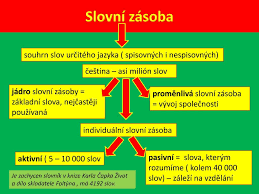 Slovní zásoba
souhrn slov určitého jazyka ( spisovných i nespisovných)
čeština – asi milión slov
jádro slovní zásoby =
základní slova, nejčastěji
používaná
proměnlivá slovní zásoba
= vývoj společnosti
individuální slovní zásoba
aktivní ( 5 – 10 000 slov
pasivní = slova, kterým
rozumíme ( kolem 40 000
slov) – záleží na vzdělání
Je zachycen slovník v knize Karla Čapka Život
a dílo skladatele Foltýna , má 4192 slov